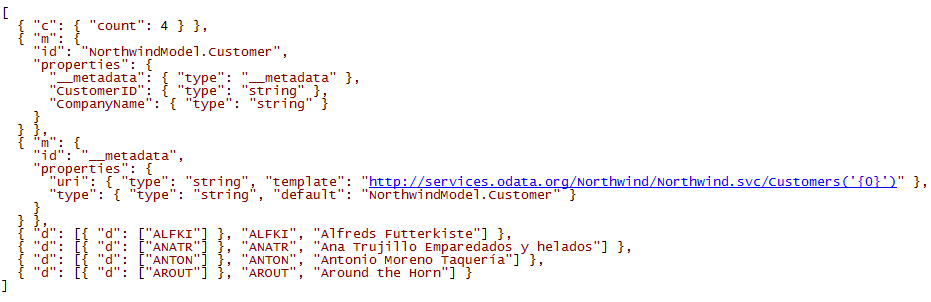 [
  { "c": { "count": 4 } },
  { "m": {
    "id": "NorthwindModel.Customer",
    "properties": {
      "__metadata": { "type": "__metadata" },
      "CustomerID": { "type": "string" },
      "CompanyName": { "type": "string" }
    }
  } },
  { "m": {
    "id": "__metadata",
    "properties": {
      "uri": { "type": "string", "template": "http://services.odata.org/Northwind/Northwind.svc/Customers('{0}')" },
      "type": { "type": "string", "default": "NorthwindModel.Customer" }
    }
  } },
  { "d": [{ "d": ["ALFKI"] }, "ALFKI", "Alfreds Futterkiste"] },
  { "d": [{ "d": ["ANATR"] }, "ANATR", "Ana Trujillo Emparedados y helados"] },
  { "d": [{ "d": ["ANTON"] }, "ANTON", "Antonio Moreno Taquería"] },
  { "d": [{ "d": ["AROUT"] }, "AROUT", "Around the Horn"] }
]